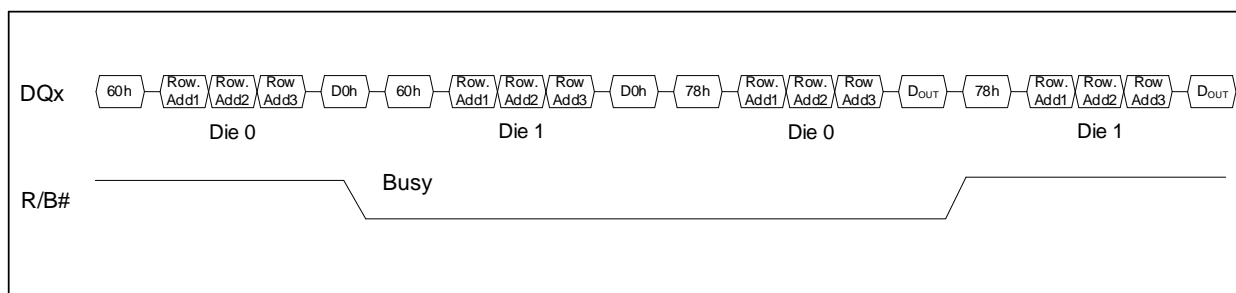 DQx 60h Row. Add1 Row. Add2 Row Add3 D0h 60h Row. Add1 Row. Add2 Row Add3 D0h 78h Row. Add1 Row. Add2 Row Add3 DOUT 78h Row. Add1 Row. Add2 Row Add3 DOUT
Die 0 Die 1 Die 0 Die 1
Busy
R/B#